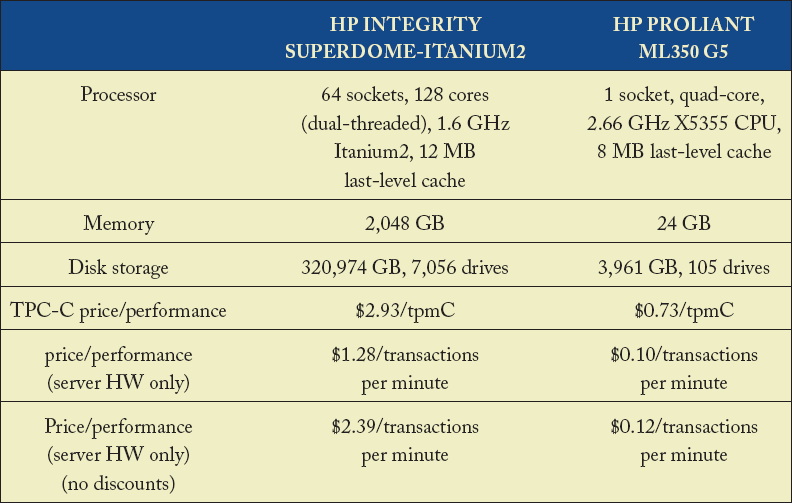 HP INTEGRITY
SUPERDOME-ITANIUM2
HP PROLIANT
ML350 G5
Processor
64 sockets, 128 cores
(dual-threaded), 1.6 GHz
Itanium2, 12 MB
last-level cache
1 socket, quad-core,
2.66 GHz X5355 CPU,
8 MB last-level cache
Memory
2,048 GB
24 GB
Disk storage
320,974 GB, 7,056 drives
3,961 GB, 105 drives
TPC-C price/performance
$2.93/tpmC
$0.73/tpmC
price/performance
(server HW only)
$1.28/transactions
per minute
$0.10/transactions
per minute
Price/performance
(server HW only)
(no discounts)
$2.39/transactions
per minute
$0.12/transactions
per minute